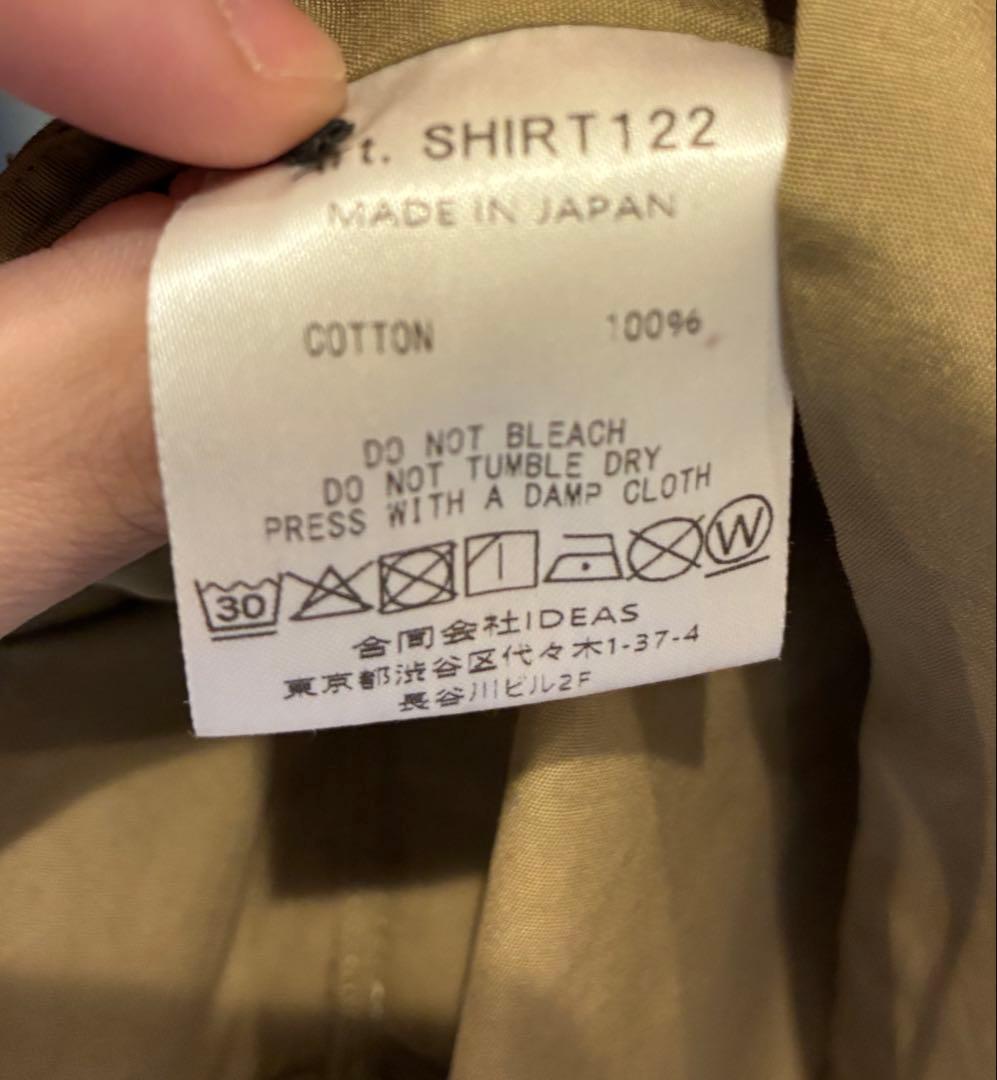 rt. SHIRT122
MADE IN JAPAN
COTTON 100%
DO NOT BLEACH
DO NOT TUMBLE DRY
PRESS WITH A DAMP CLOTH
30 W
合同会社IDEAS
東京都渋谷区代々木1-37-4
長谷川ビル2F